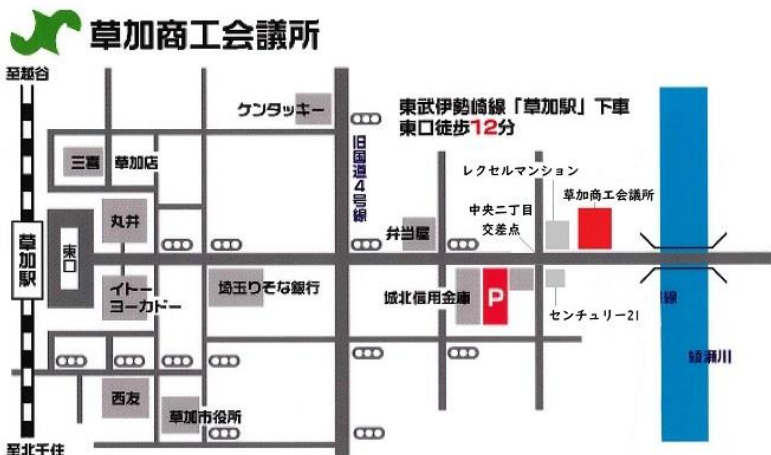 草加商工会議所
至越谷
ケンタッキー
東武伊勢崎線「草加駅」下車
東口徒歩12分
旧国道4号線
三喜 草加店
レクセルマンション
草加商工会議所
丸井
中央二丁目
交差点
弁当屋
草加駅
東口
イトー
ヨーカドー
埼玉りそな銀行
城北信用金庫
P
センチュリー21
線
綾瀬川
西友
草加市役所
至北千住